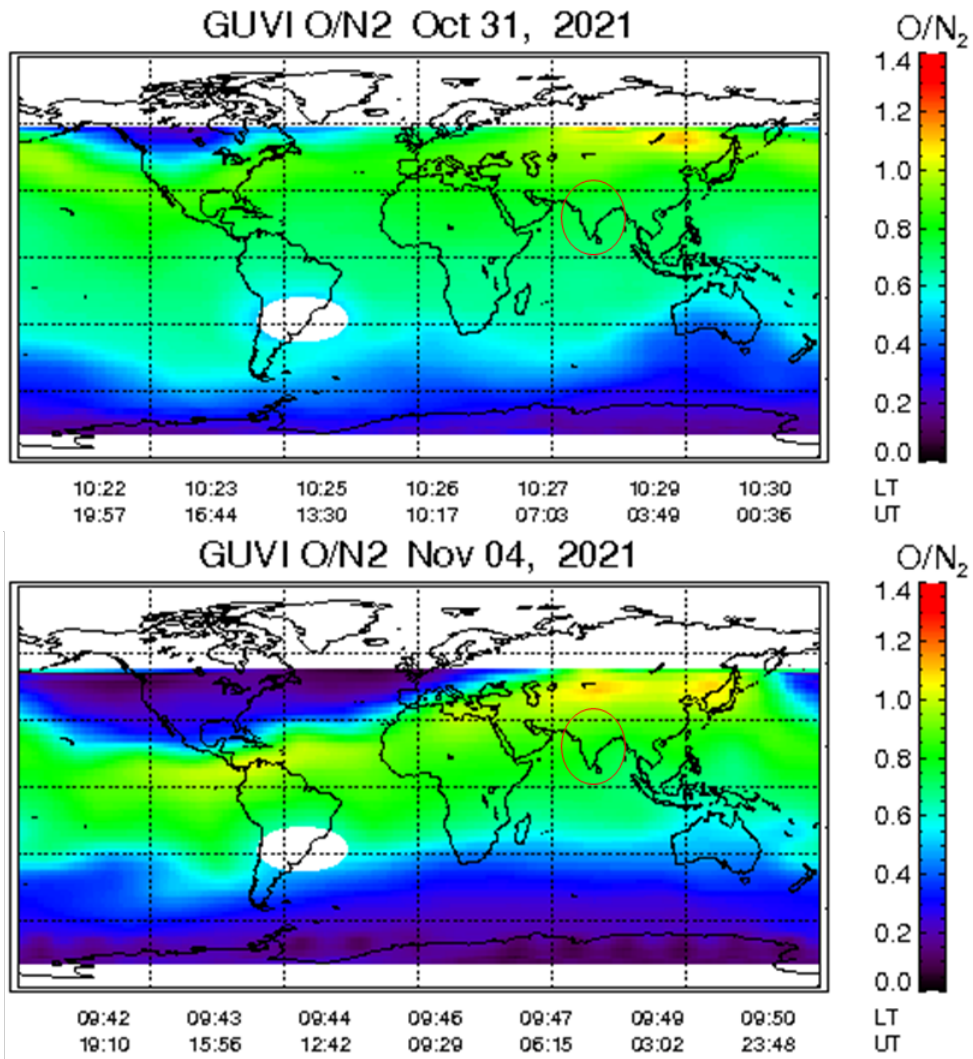 GUVI O/N2 Oct 31, 2021
O/N₂
1.4
1.2
1.0
0.8
0.6
0.4
0.2
0.0
10:22 10:23 10:25 10:26 10:27 10:29 10:30 LT
19:57 16:44 13:30 10:17 07:03 03:49 00:36 UT
GUVI O/N2 Nov 04, 2021
O/N₂
1.4
1.2
1.0
0.8
0.6
0.4
0.2
0.0
09:42 09:43 09:44 09:46 09:47 09:49 09:50 LT
19:10 15:56 12:42 09:29 06:15 03:02 23:48 UT